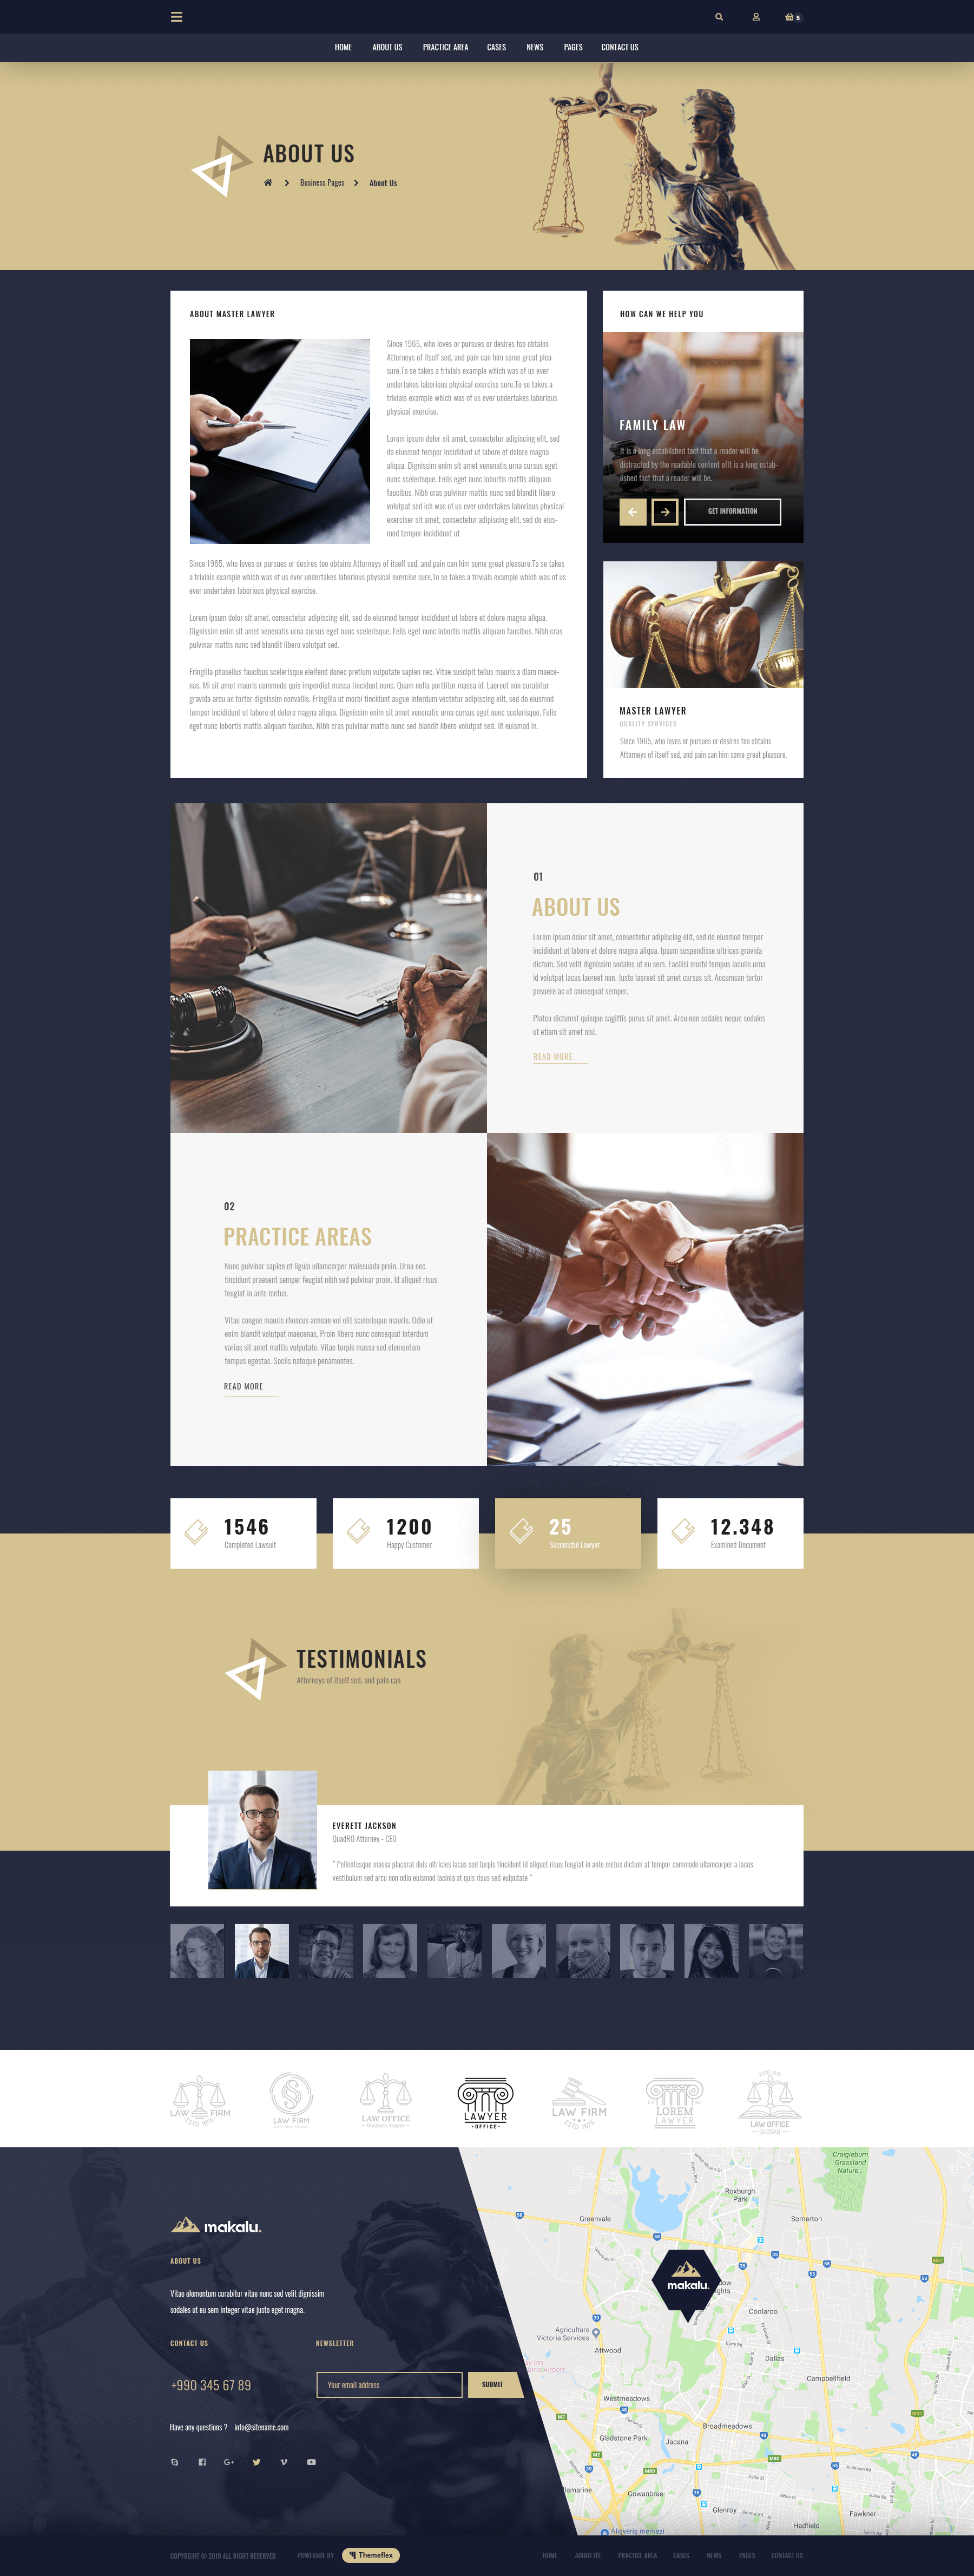 5
HOME ABOUT US PRACTICE AREA CASES NEWS PAGES CONTACT US
ABOUT US
Business Pages About Us
ABOUT MASTER LAWYER
Since 1965, who loves or pursues or desires too obtains
Attorneys of itself sed, and pain can him some great plea-
sure.To se takes a trivials example which was of us ever
undertakes laborious physical exercise sure.To se takes a
trivials example which was of us ever undertakes laborious
physical exercise.
Lorem ipsum dolor sit amet, consectetur adipiscing elit, sed
do eiusmod tempor incididunt ut labore et dolore magna
aliqua. Dignissim enim sit amet venenatis urna cursus eget
nunc scelerisque. Felis eget nunc lobortis mattis aliquam
faucibus. Nibh cras pulvinar mattis nunc sed blandit libero
volutpat sed ich was of us ever undertakes laborious physical
exerciser sit amet, consectetur adipiscing elit, sed do eius-
mod temper incididunt ut
Since 1965, who loves or pursues or desires too obtains Attorneys of itself sed, and pain can him some great pleasure.To se takes
a trivials example which was of us ever undertakes laborious physical exercise sure.To se takes a trivials example which was of us
ever undertakes laborious physical exercise.
Lorem ipsum dolor sit amet, consectetur adipiscing elit, sed do eiusmod tempor incididunt ut labore et dolore magna aliqua.
Dignissim enim sit amet venenatis urna cursus eget nunc scelerisque. Felis eget nunc lobortis mattis aliquam faucibus. Nibh cras
pulvinar mattis nunc sed blandit libero volutpat sed.
Fringilla phasellus faucibus scelerisque eleifend donec pretium vulputate sapien nec. Vitae suscipit tellus mauris a diam maece-
nas. Mi sit amet mauris commodo quis imperdiet massa tincidunt nunc. Quam nulla porttitor massa id. Laoreet non curabitur
gravida arcu ac tortor dignissim convallis. Fringilla ut morbi tincidunt augue interdum vectetur adipiscing elit, sed do eiusmod
tempor incididunt ut labore et dolore magna aliqua. Dignissim enim sit amet venenatis urna cursus eget nunc scelerisque. Felis
eget nunc lobortis mattis aliquam faucibus. Nibh cras pulvinar mattis nunc sed blandit libero volutpat sed. lit euismod in.
HOW CAN WE HELP YOU
FAMILY LAW
It is a long established fact that a reader will be
distracted by the readable content ofIt is a long estab-
lished fact that a reader will be.
GET INFORMATION
MASTER LAWYER
QUALITY SERVICES
Since 1965, who loves or pursues or desires too obtains
Attorneys of itself sed, and pain can him some great pleasure.
01
ABOUT US
Lorem ipsum dolor sit amet, consectetur adipiscing elit, sed do eiusmod tempor
incididunt ut labore et dolore magna aliqua. Ipsum suspendisse ultrices gravida
dictum. Sed velit dignissim sodales ut eu sem. Facilisi morbi tempus iaculis urna
id volutpat lacus laoreet non. Justo laoreet sit amet cursus sit. Accumsan tortor
posuere ac ut consequat semper.
Platea dictumst quisque sagittis purus sit amet. Arcu non sodales neque sodales
ut etiam sit amet nisl.
READ MORE
02
PRACTICE AREAS
Nunc pulvinar sapien et ligula ullamcorper malesuada proin. Urna nec
tincidunt praesent semper feugiat nibh sed pulvinar proin. Id aliquet risus
feugiat in ante metus.
Vitae congue mauris rhoncus aenean vel elit scelerisque mauris. Odio ut
enim blandit volutpat maecenas. Proin libero nunc consequat interdum
varius sit amet mattis vulputate. Vitae turpis massa sed elementum
tempus egestas. Sociis natoque penamontes.
READ MORE
1546
Completed Lawsuit
1200
Happy Customer
25
Successful Lawyer
12.348
Examined Document
TESTIMONIALS
Attorneys of itself sed, and pain can
EVERETT JACKSON
QuadRO Attorney - CEO
" Pellentesque massa placerat duis ultricies lacus sed turpis tincidunt id aliquet risus feugiat in ante metus dictum at tempor commodo ullamcorper a lacus
vestibulum sed arcu non odio euismod lacinia at quis risus sed vulputate "
LAW FIRM
ESTD 1975
LAW FIRM
LAW OFFICE
business slogan
LAWYER
OFFICE
LAW FIRM
ESTD 1975
LOREM
LAWYER
LAW OFFICE
SLOGAN
makalu.
ABOUT US
Vitae elementum curabitur vitae nunc sed velit dignissim
sodales ut eu sem integer vitae justo eget magna.
CONTACT US NEWSLETTER
+990 345 67 89
Your email address
SUBMIT
Have any questions ? info@sitename.com
Craigieburn
Grassland
Nature...
Roxburgh
Park
Greenvale
Somerton
makalu.
Coolaroo
Agriculture
Victoria Services
Attwood
Dallas
Campbellfield
Westmeadows
Broadmeadows
Gladstone Park
Jacana
Gowanbrae
Glenroy
Fawkner
Hadfield
COPYRIGHT © 2019 ALL RIGHT RESERVED. POWERADE BY Themeflex
HOME ABOUT US PRACTICE AREA CASES NEWS PAGES CONTACT US